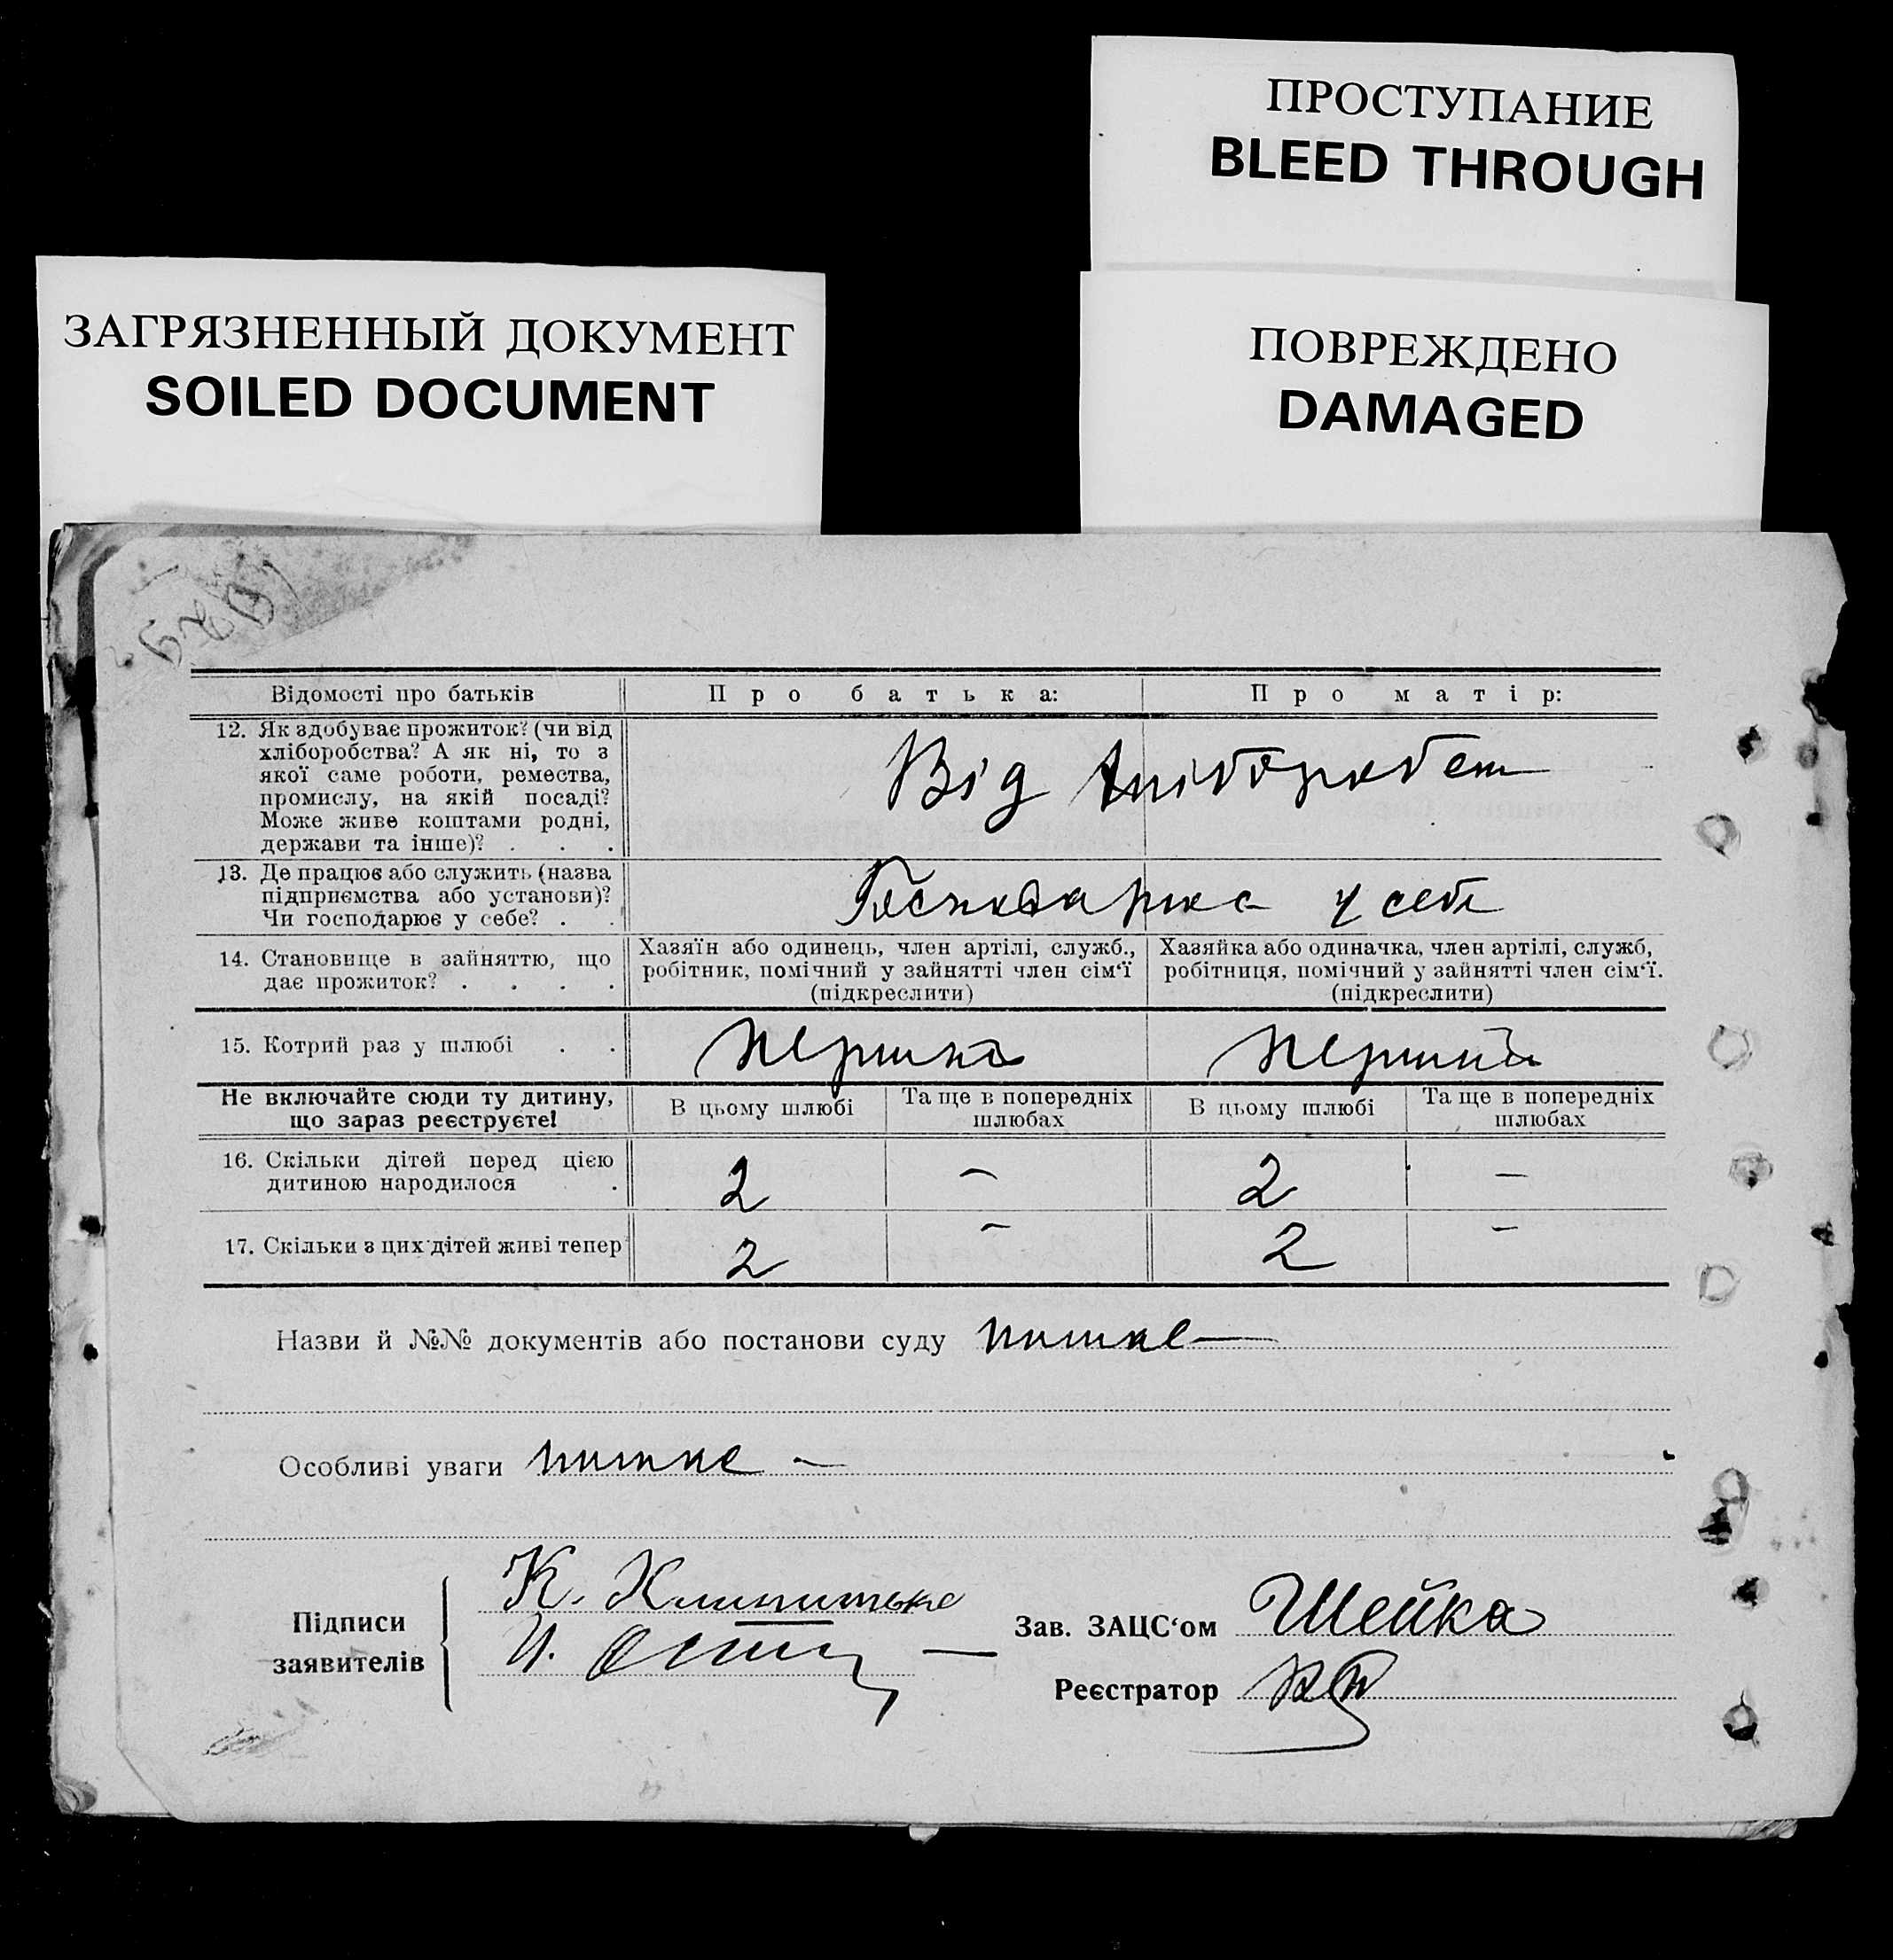 ПРОСТУПАНИЕ
BLEED THROUGH
ЗАГРЯЗНЕННЫЙ ДОКУМЕНТ
SOILED DOCUMENT
ПОВРЕЖДЕНО
DAMAGED
Відомості про батьків Про батька: Про матір:
12. Як здобуває прожиток? (чи від
хліборобства? А як ні, то з
якої саме роботи, ремества,
промислу, на якій посаді?
Може живе коштами родні,
держави та інше)? . . .
Від
13. Де працює або служить (назва
підприємства або установи)?
Чи господарює у себе? . .
Господарює у себе
14. Становище в зайняттю, що
дає прожиток? . . . .
Хазяїн або одинець, член артілі, служб.,
робітник, помічний у зайнятті член сім'ї
(підкреслити)
Хазяйка або одиначка, член артілі, служб,
робітниця, помічний у зайнятті член сім'ї.
(підкреслити)
15. Котрий раз у шлюбі . . перший перший
Не включайте сюди ту дитину,
що зараз реєструєте!
В цьому шлюбі
Та ще в попередніх
шлюбах
В цьому шлюбі
Та ще в попередніх
шлюбах
16. Скільки дітей перед цією
дитиною народилося .
2 — 2 —
17. Скільки з цих дітей живі тепер 2 — 2 —
Назви й №№ документів або постанови суду
Особливі уваги
Підписи
заявителів
К.
И.
Зав. ЗАЦС'ом Шейка
Реєстратор